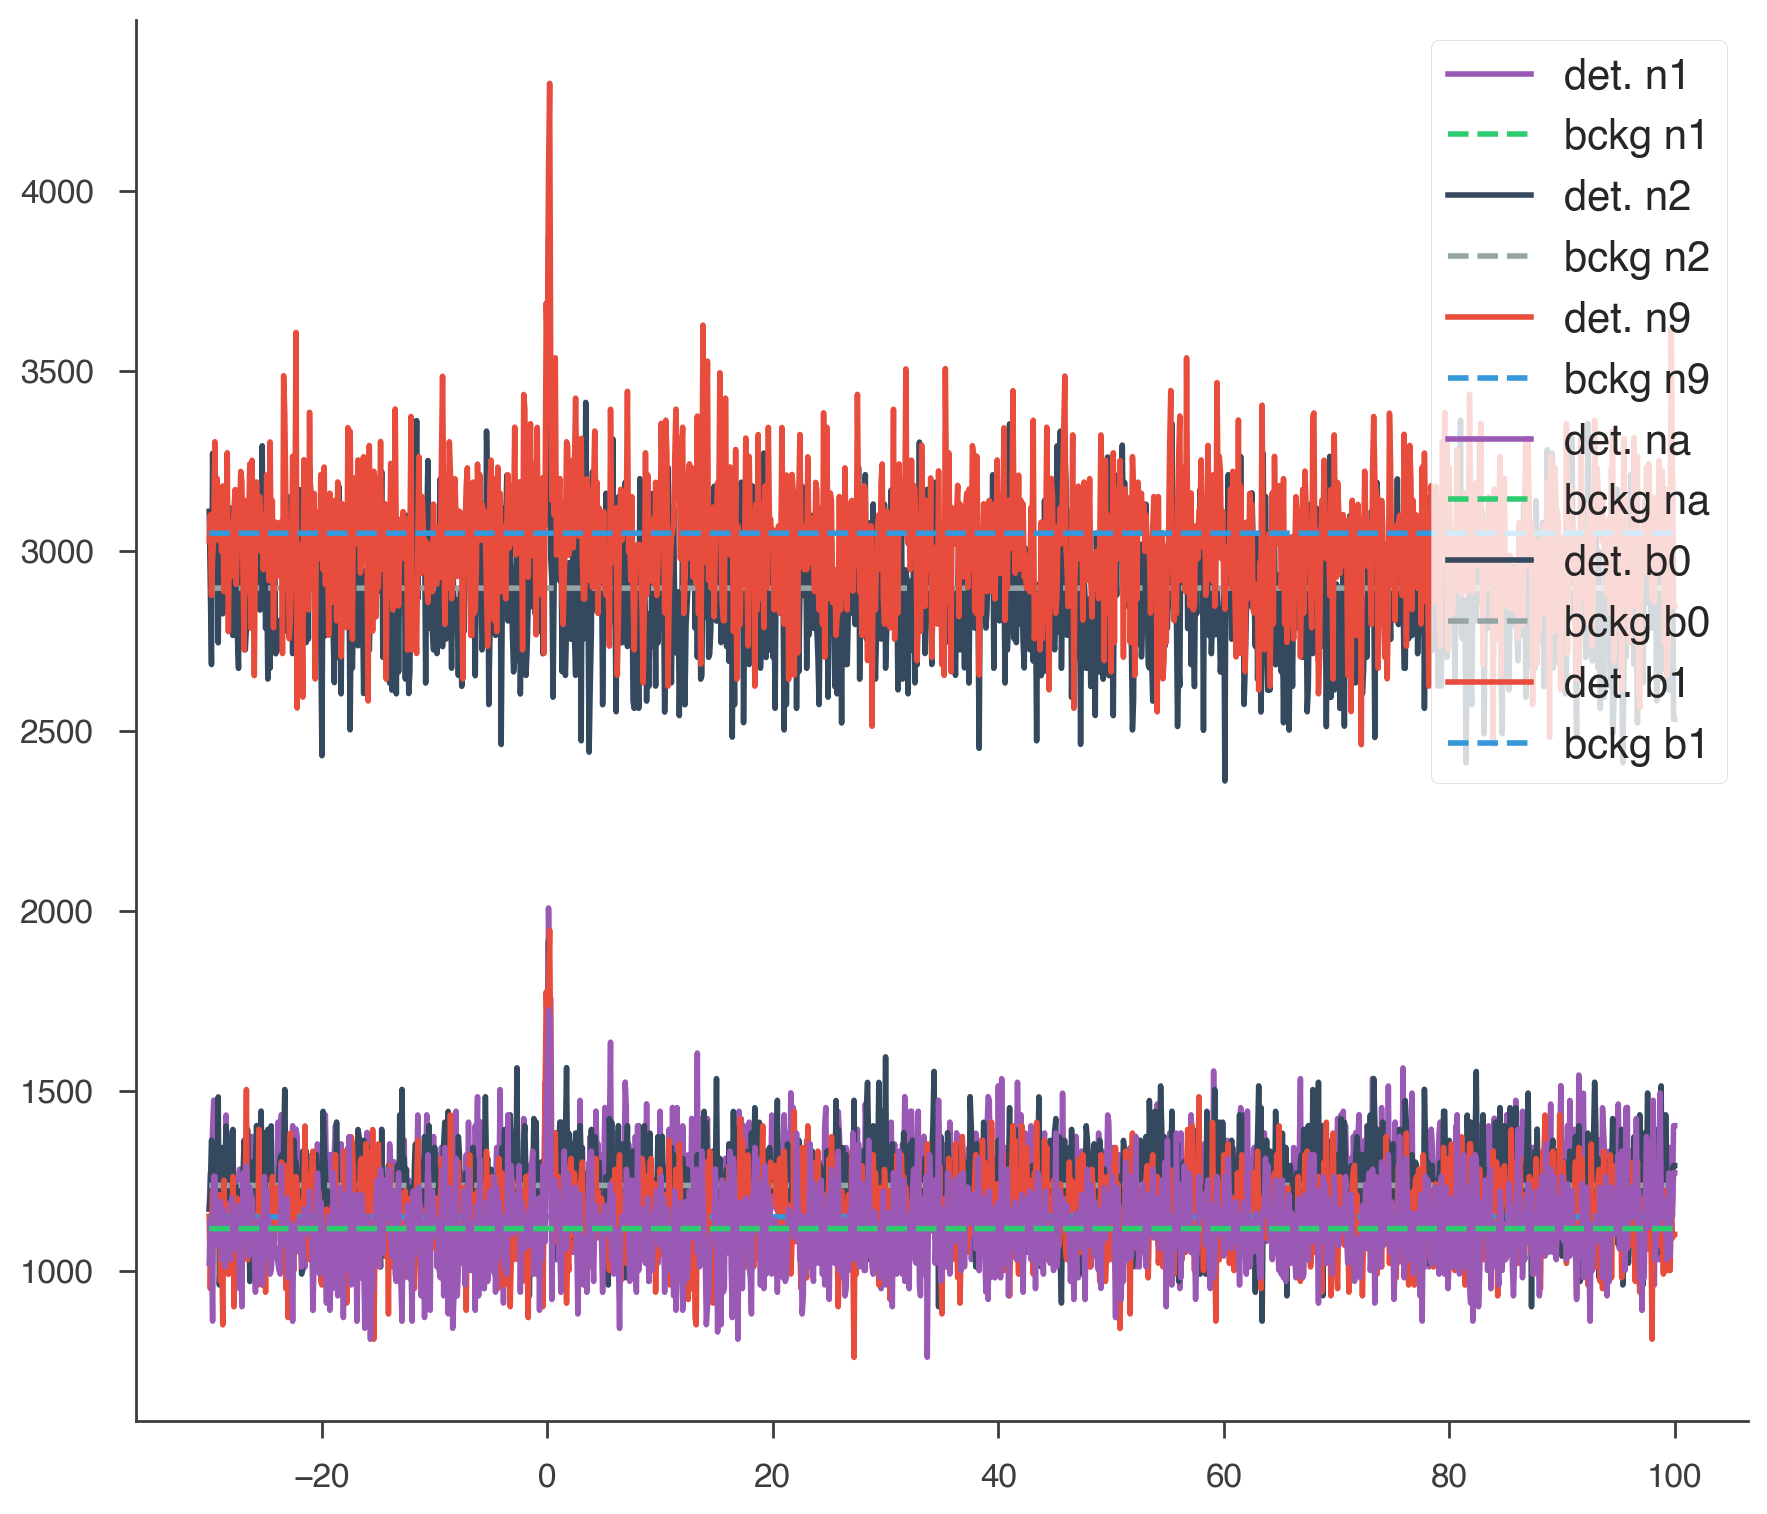 4000
3500
3000
2500
2000
1500
1000
−20
0
20
40
60
80
100
det. n1
bckg n1
det. n2
bckg n2
det. n9
bckg n9
det. na
bckg na
det. b0
bckg b0
det. b1
bckg b1